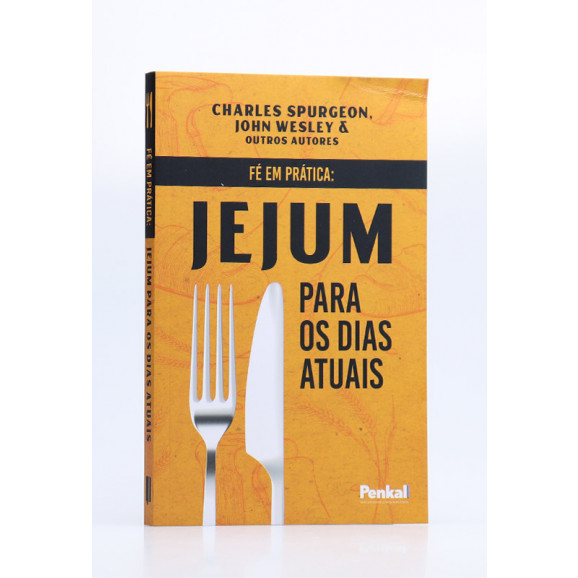 CHARLES SPURGEON,
JOHN WESLEY &
OUTROS AUTORES
FÉ EM PRÁTICA:
JEJUM
PARA
OS DIAS
ATUAIS
Penkal
FÉ EM PRÁTICA: JEJUM PARA OS DIAS ATUAIS